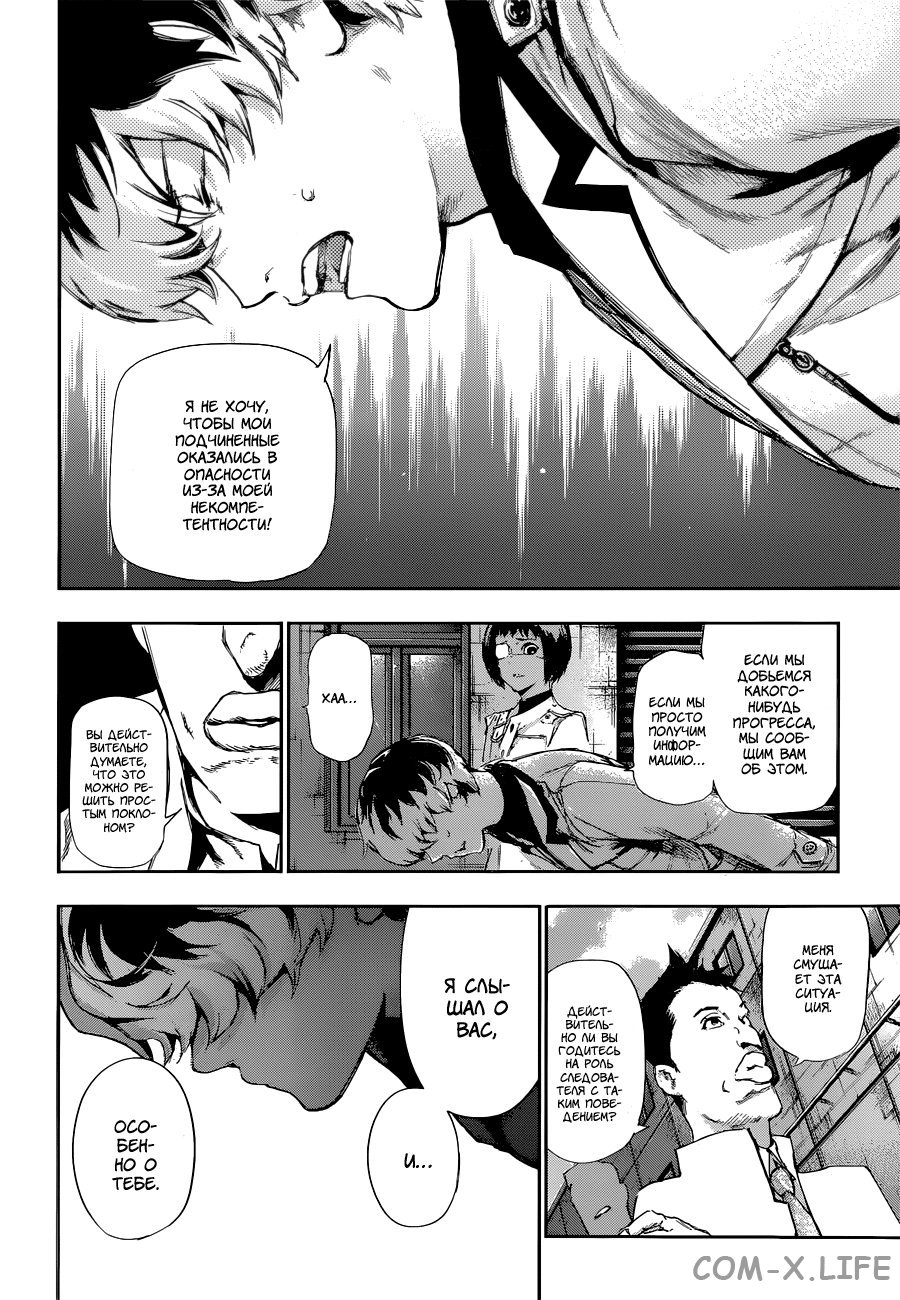 Я НЕ ХОЧУ,
ЧТОБЫ МОИ
ПОДЧИНЕННЫЕ
ОКАЗАЛИСЬ В
ОПАСНОСТИ
ИЗ-ЗА МОЕЙ
НЕКОМПЕ-
ТЕНТНОСТИ!
ЕСЛИ МЫ
ДОБЬЕМСЯ
КАКОГО-
НИБУДЬ
ПРОГРЕССА,
МЫ СООБ-
ЩИМ ВАМ
ОБ ЭТОМ.
ЕСЛИ МЫ
ПРОСТО
ПОЛУЧИМ
ИНФОР-
МАЦИЮ...
ХАА...
ВЫ ДЕЙСТ-
ВИТЕЛЬНО
ДУМАЕТЕ,
ЧТО ЭТО
МОЖНО РЕ-
ШИТЬ ПРОС-
ТЫМ ПОКЛО-
НОМ?
МЕНЯ
СМУЩА-
ЕТ ЭТА
СИТУА-
ЦИЯ.
ДЕЙСТ-
ВИТЕЛЬ-
НО ЛИ ВЫ
ГОДИТЕСЬ
НА РОЛЬ
СЛЕДОВА-
ТЕЛЯ С ТА-
КИМ ПОВЕ-
ДЕНИЕМ?
Я СЛЫ-
ШАЛ О
ВАС,
И...
ОСО-
БЕН-
НО О
ТЕБЕ.
COM-X.LIFE